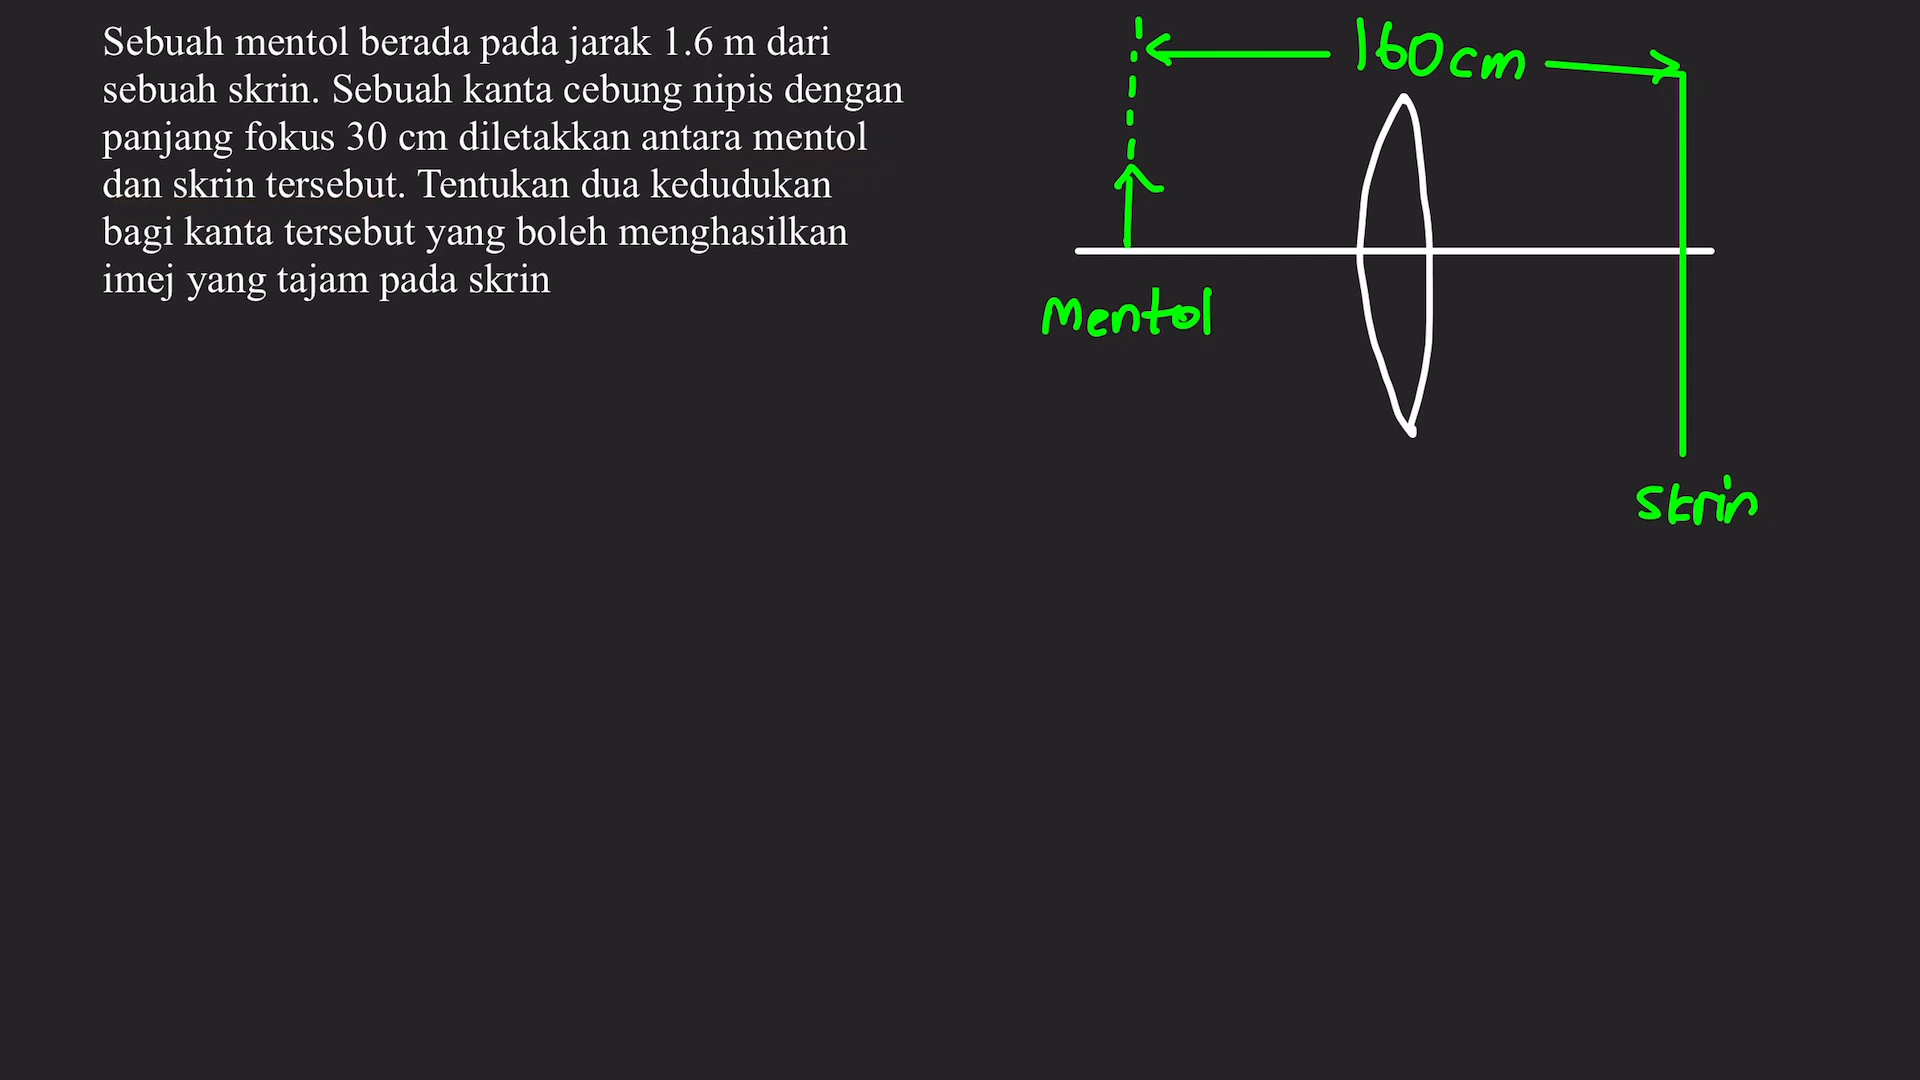 Sebuah mentol berada pada jarak 1.6 m dari
sebuah skrin. Sebuah kanta cebung nipis dengan
panjang fokus 30 cm diletakkan antara mentol
dan skrin tersebut. Tentukan dua kedudukan
bagi kanta tersebut yang boleh menghasilkan
imej yang tajam pada skrin
160 cm
Mentol
skrin